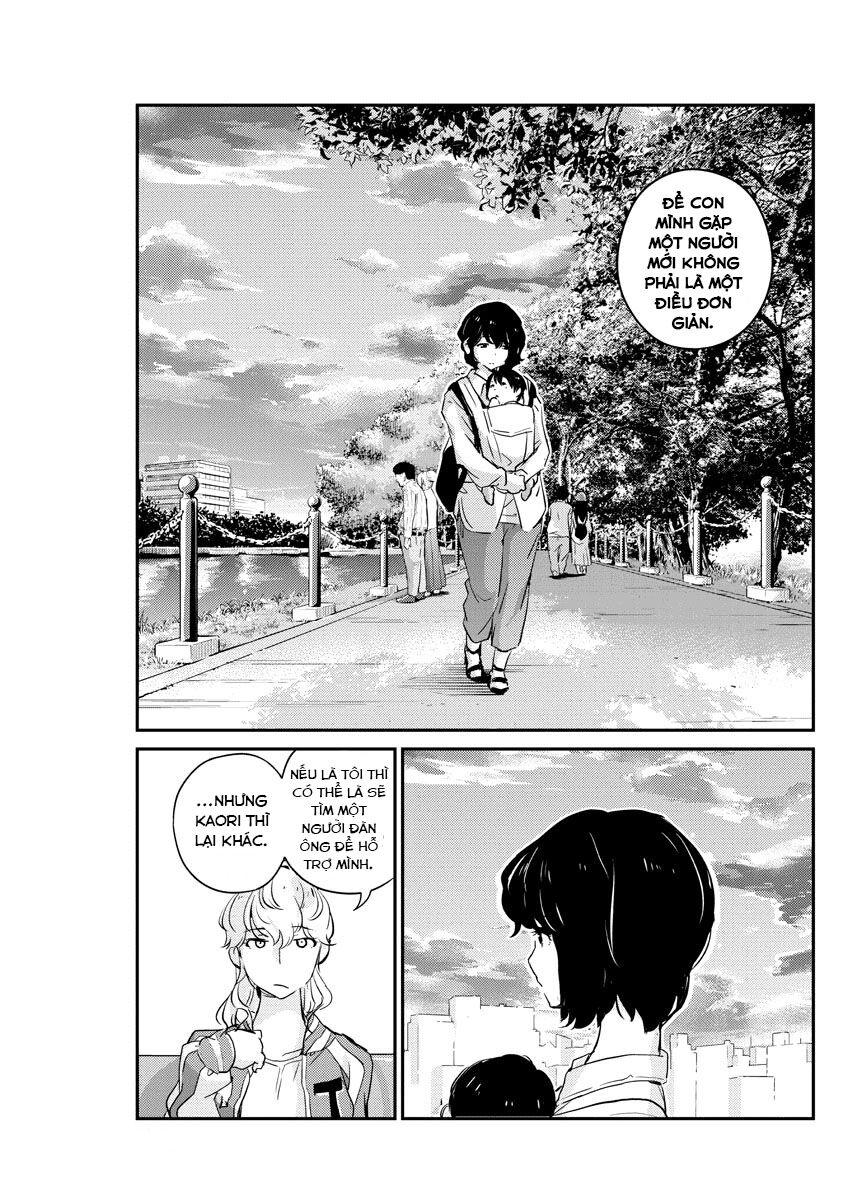 ĐỂ CON
MÌNH GẶP
MỘT NGƯỜI
MỚI KHÔNG
PHẢI LÀ MỘT
ĐIỀU ĐƠN
GIẢN.
NẾU LÀ TÔI THÌ
CÓ THỂ LÀ SẼ
TÌM MỘT
NGƯỜI ĐÀN
ÔNG ĐỂ HỖ
TRỢ MÌNH.
...NHƯNG
KAORI THÌ
LẠI KHÁC.
T